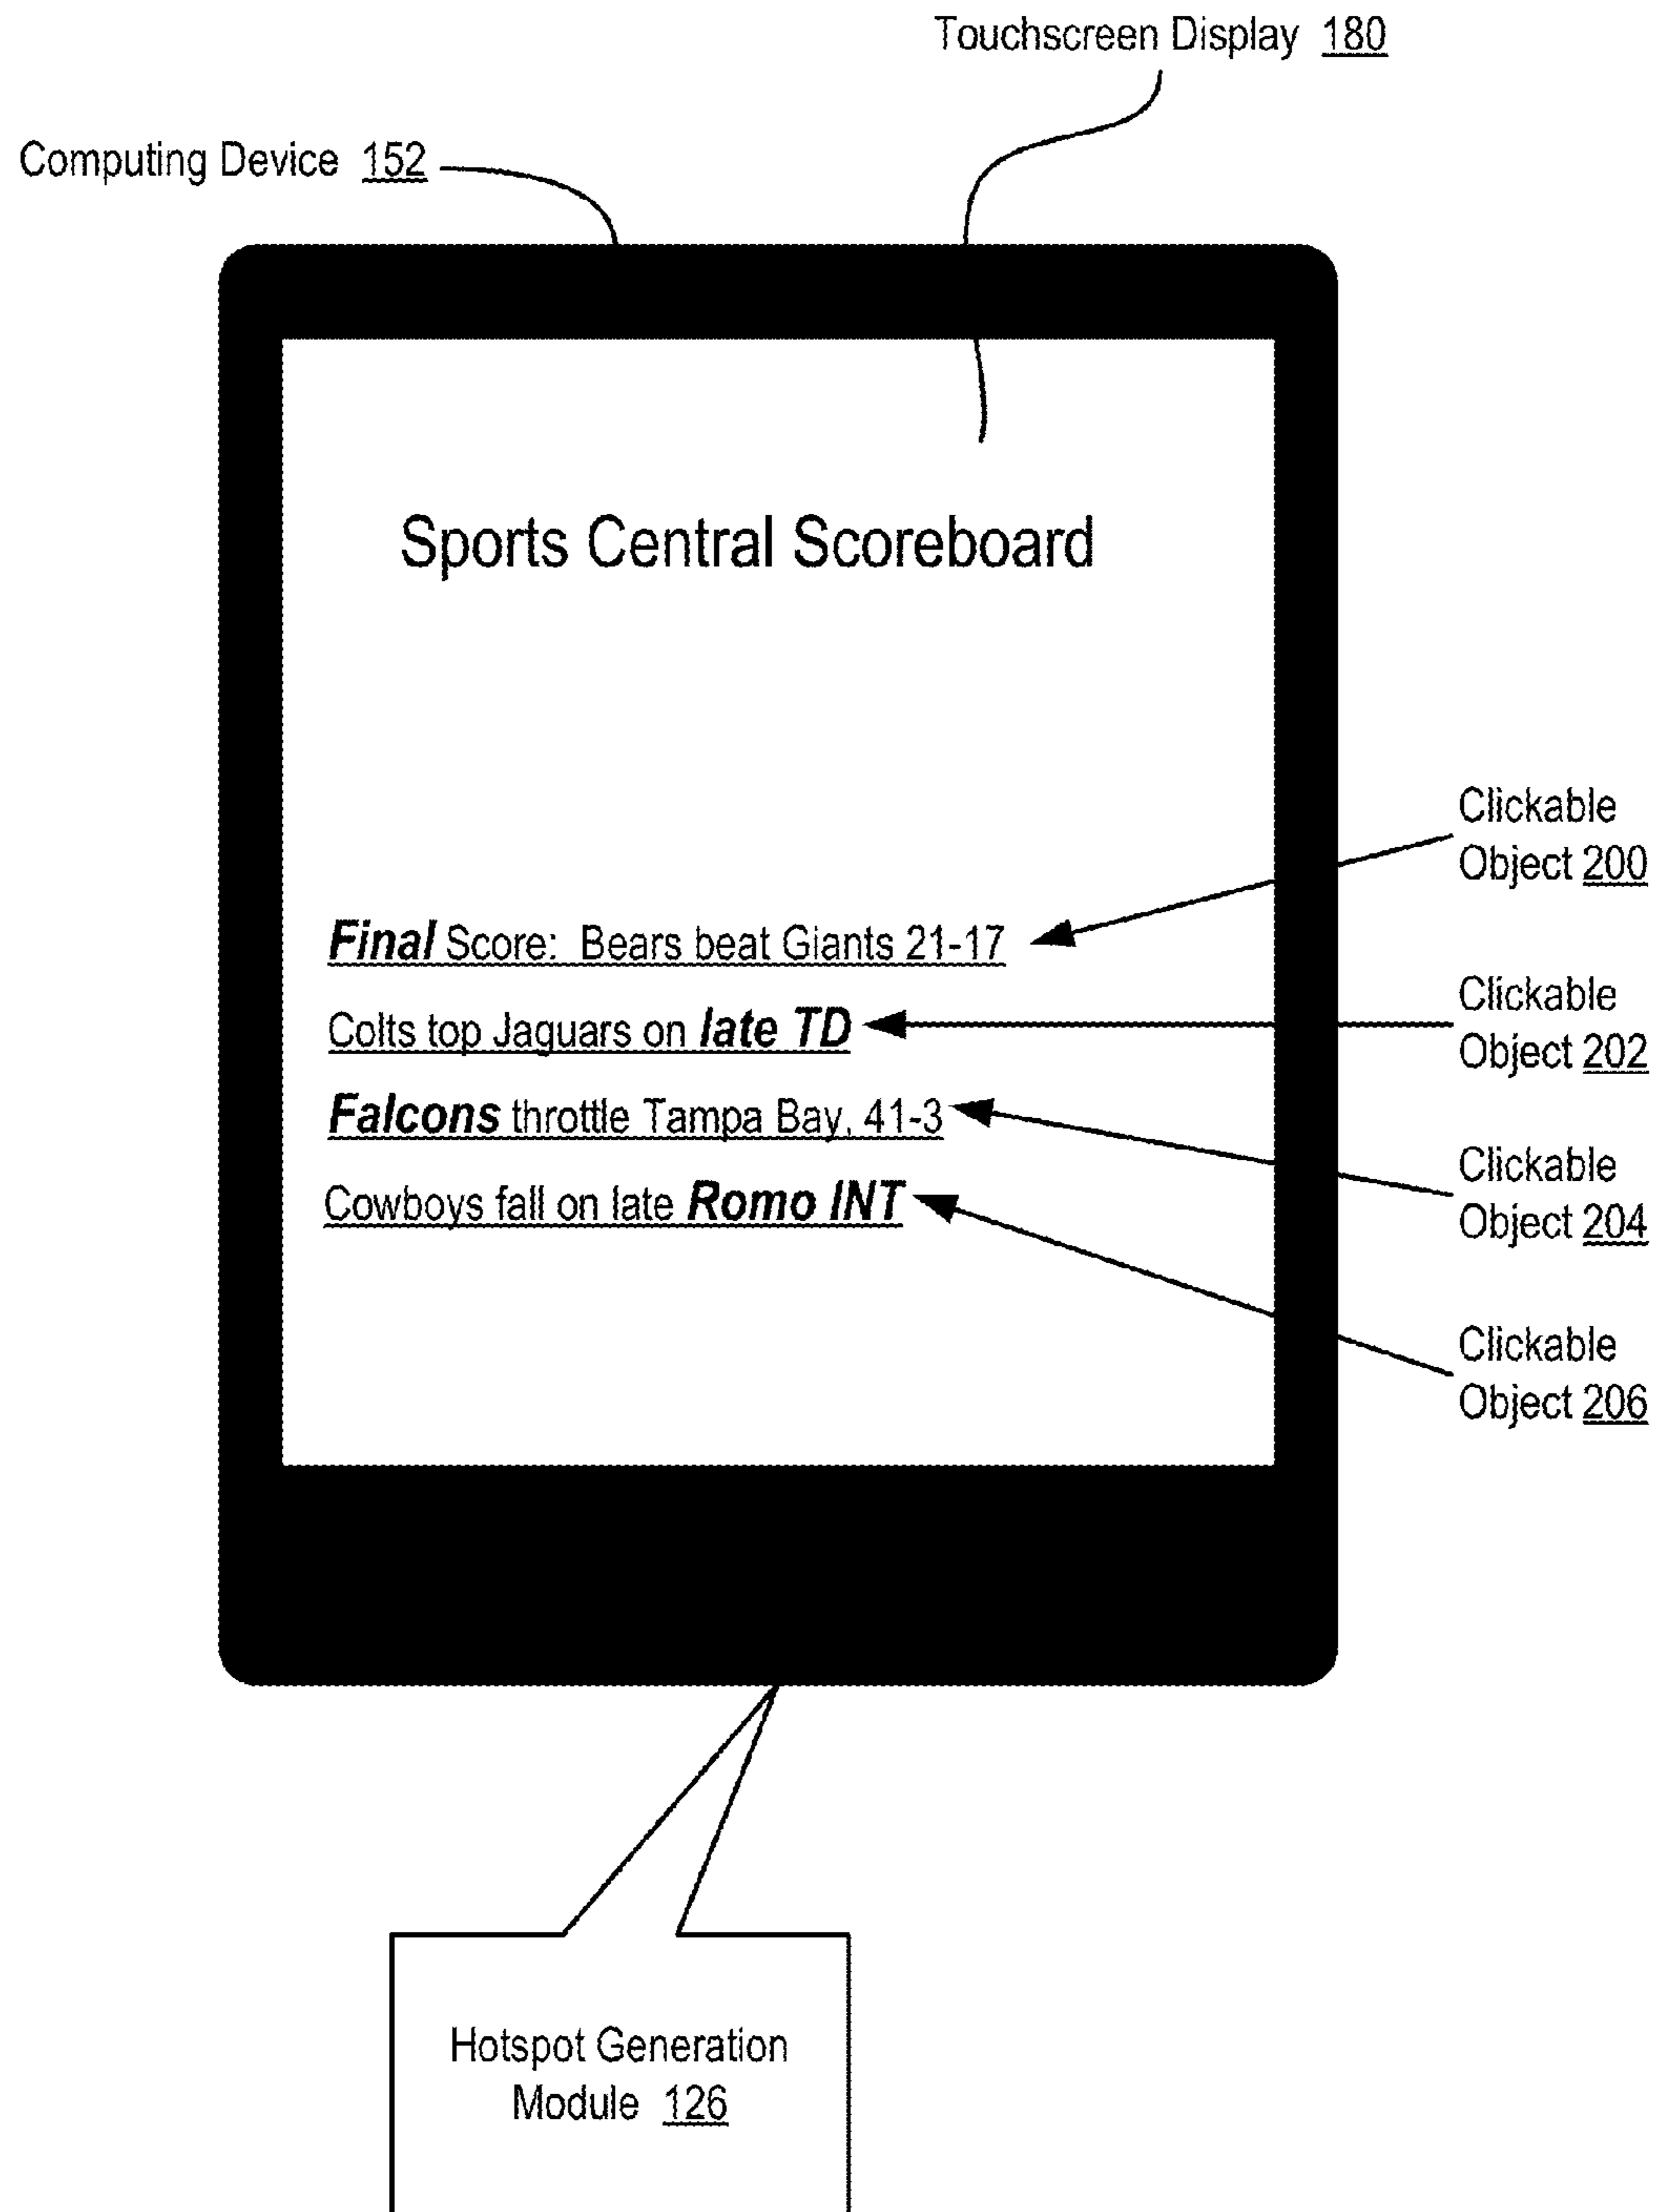 Touchscreen Display 180
Computing Device 152
Sports Central Scoreboard
Clickable
Object 200
Final Score: Bears beat Giants 21-17
Clickable
Object 202
Colts top Jaguars on late TD
Falcons throttle Tampa Bay, 41-3
Clickable
Object 204
Cowboys fall on late Romo INT
Clickable
Object 206
Hotspot Generation
Module 126